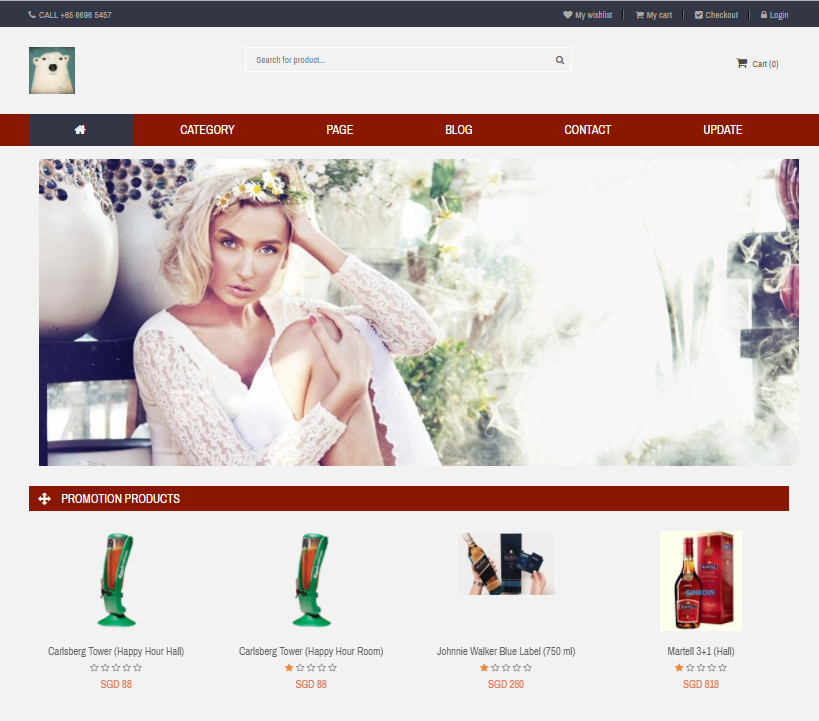 CALL +65 6696 5457
My wishlist
My cart
Checkout
Login
Search for product...
Cart (0)
CATEGORY PAGE BLOG CONTACT UPDATE
PROMOTION PRODUCTS
GINKOIN
Carlsberg Tower (Happy Hour Hall)
SGD 88
Carlsberg Tower (Happy Hour Room)
SGD 88
Johnnie Walker Blue Label (750 ml)
SGD 280
Martell 3+1 (Hall)
SGD 818